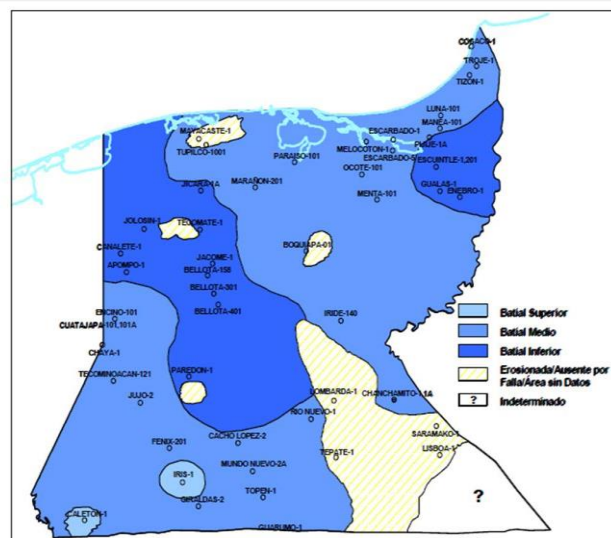 COSACO-1
TROJE-1
TIZON-1
LUNA-101
MANEA-101
MAYACASTE-1
ESCARBADO-1
PIJIJE-1A
TUPILCO-1001
MELOCOTON-1
ESCARBADO-5
PARAISO-101
ESCUINTLE-1,201
OCOTE-101
JICARA-1A
MARAÑON-201
GUALAS-1
MENTA-101
ENEBRO-1
JOLOSIN-1
TECOMATE-1
CANALETE-1
BOQUIAPA-01
JACOME-1
APOMPO-1
BELLOTA-158
BELLOTA-301
BELLOTA-401
ENCINO-101
IRIDE-140
CUATAJAPA-101,101A
CHAYA-1
TECOMINOACAN-121
PAREDON-1
JUJO-2
LOMBARDA-1
CHANCHAMITO-1,1A
RIO NUEVO-1
SARAMAKO-1
FENIX-201
CACHO LOPEZ-2
TEPATE-1
LISBOA-1
MUNDO NUEVO-2A
IRIS-1
TOPEN-1
GIRALDAS-2
CALETON-1
GUARUMO-1
?
Batial Superior
Batial Medio
Batial Inferior
Erosionada/Ausente por
Falla/Área sin Datos
? Indeterminado